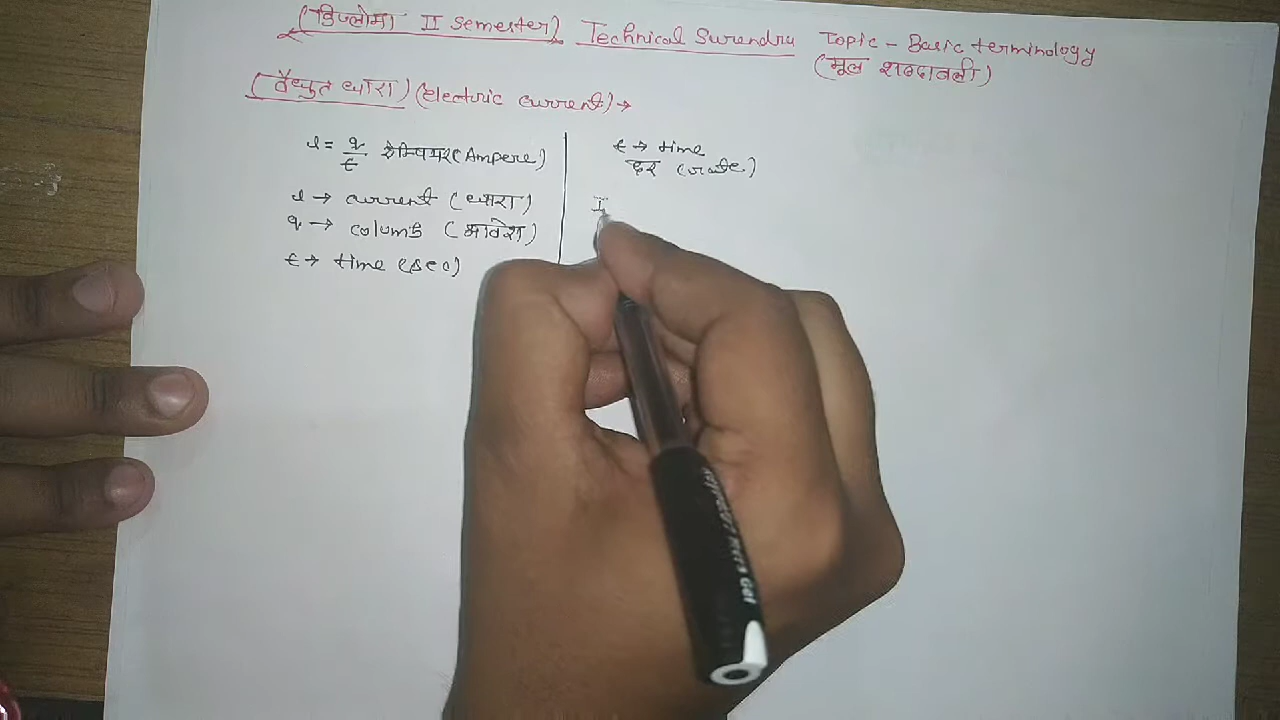 (डिप्लोमा II semester) Technical Surendra Topic - Basic terminology
(मूल शब्दावली)
(वैधुत धारा) (electric current) →
i = q/t ऐम्पियर (Ampere)
i → current (धारा)
q → coloumb (आवेश)
t → time (sec)
t → time
दर (rate)
I